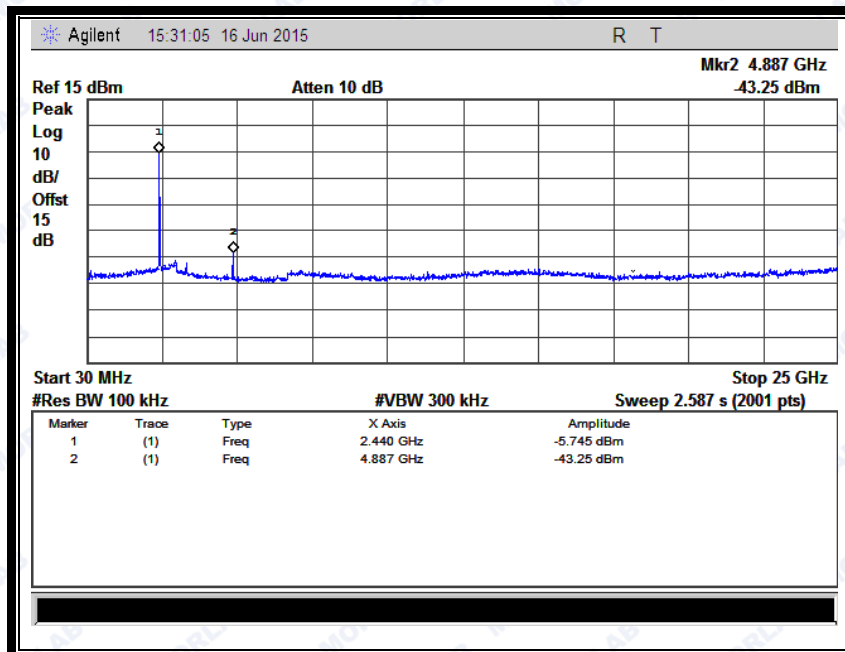 Agilent 15:31:05 16 Jun 2015 R T
Mkr2 4.887 GHz
Ref 15 dBm Atten 10 dB -43.25 dBm
Peak
Log
10
dB/
Offst
15
dB
1
2
Start 30 MHz Stop 25 GHz
#Res BW 100 kHz #VBW 300 kHz Sweep 2.587 s (2001 pts)
Marker Trace Type X Axis Amplitude
1 (1) Freq 2.440 GHz -5.745 dBm
2 (1) Freq 4.887 GHz -43.25 dBm